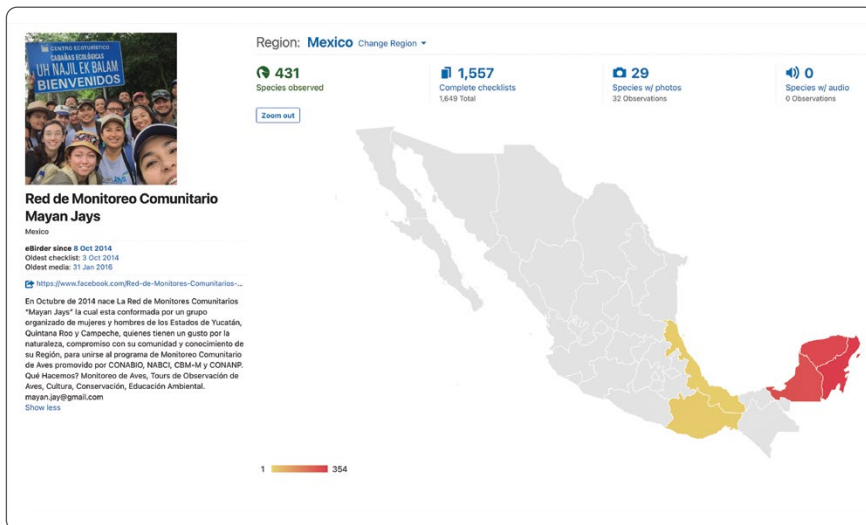 CENTRO ECOTURÍSTICO
CABAÑAS ECOLÓGICAS
UH NAJIL EK BALAM
BIENVENIDOS
Red de Monitoreo Comunitario
Mayan Jays
Mexico
eBirder since 8 Oct 2014
Oldest checklist: 3 Oct 2014
Oldest media: 31 Jan 2016
https://www.facebook.com/Red-de-Monitores-Comunitarios-...
En Octubre de 2014 nace La Red de Monitores Comunitarios
"Mayan Jays" la cual esta conformada por un grupo
organizado de mujeres y hombres de los Estados de Yucatán,
Quintana Roo y Campeche, quienes tienen un gusto por la
naturaleza, compromiso con su comunidad y conocimiento de
su Región, para unirse al programa de Monitoreo Comunitario
de Aves promovido por CONABIO, NABCI, CBM-M y CONANP.
Qué Hacemos? Monitoreo de Aves, Tours de Observación de
Aves, Cultura, Conservación, Educación Ambiental.
mayan.jay@gmail.com
Show less
Region: Mexico Change Region
431
Species observed
1,557
Complete checklists
1,649 Total
29
Species w/ photos
32 Observations
0
Species w/ audio
0 Observations
Zoom out
1 354